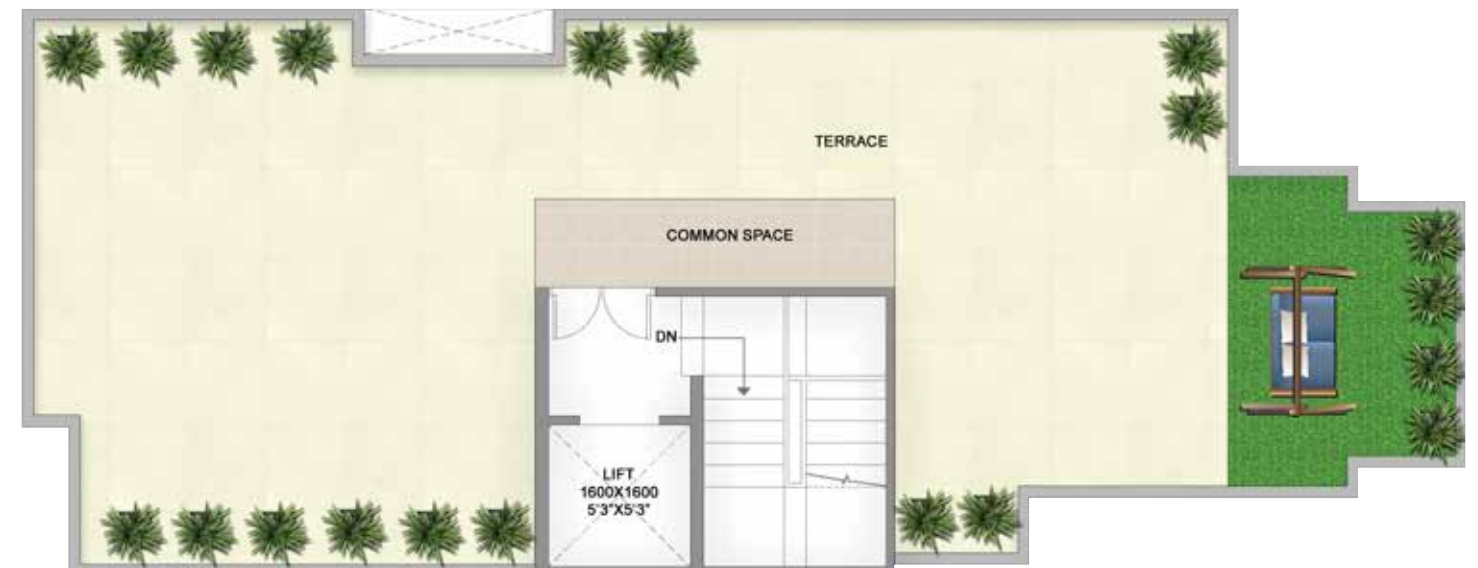 TERRACE
COMMON SPACE
DN
LIFT
1600X1600
5'3"X5'3"